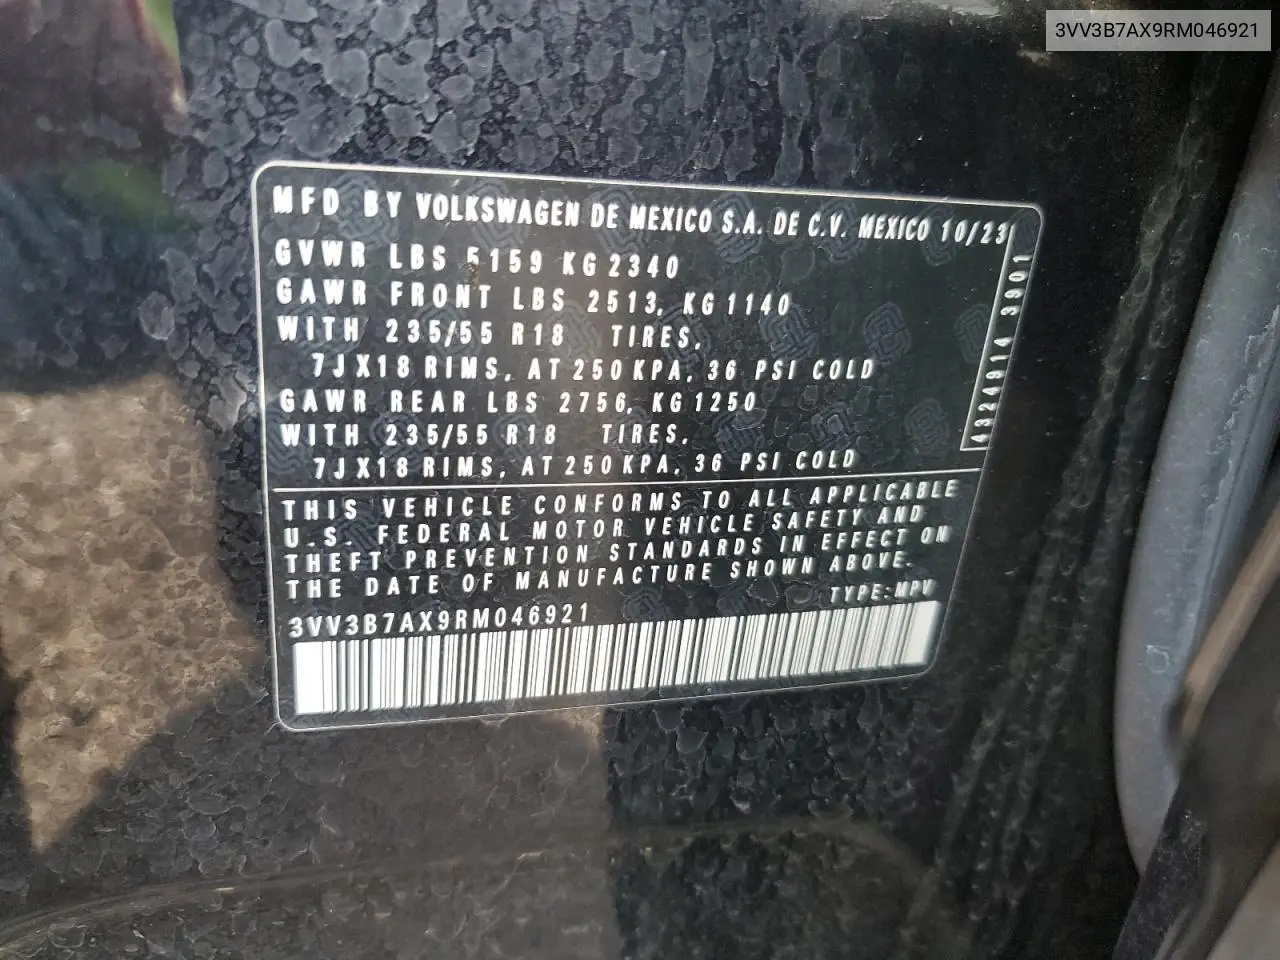 3VV3B7AX9RM046921
MFD BY VOLKSWAGEN DE MEXICO S.A. DE C.V. MEXICO 10/23
GVWR LBS 5159 KG 2340
GAWR FRONT LBS 2513, KG 1140
WITH 235/55 R18 TIRES,
7JX18 RIMS, AT 250 KPA, 36 PSI COLD
GAWR REAR LBS 2756, KG 1250
WITH 235/55 R18 TIRES,
7JX18 RIMS, AT 250 KPA, 36 PSI COLD
4324914 3901
THIS VEHICLE CONFORMS TO ALL APPLICABLE
U.S. FEDERAL MOTOR VEHICLE SAFETY AND
THEFT PREVENTION STANDARDS IN EFFECT ON
THE DATE OF MANUFACTURE SHOWN ABOVE.
TYPE:MPV
3VV3B7AX9RM046921